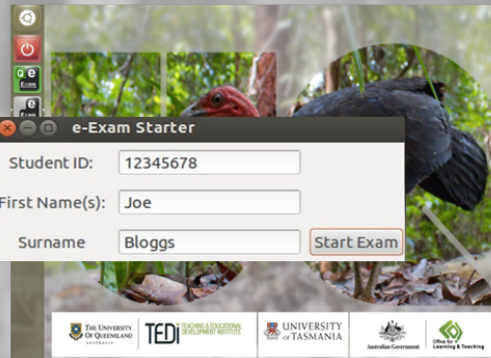 e
Exam
e
e-Exam Starter
Student ID: 12345678
First Name(s): Joe
Surname Bloggs Start Exam
THE UNIVERSITY
OF QUEENSLAND
AUSTRALIA
TEDi TEACHING & EDUCATIONAL
DEVELOPMENT INSTITUTE
UNIVERSITY
of TASMANIA
Australian Government
Office for
Learning & Teaching